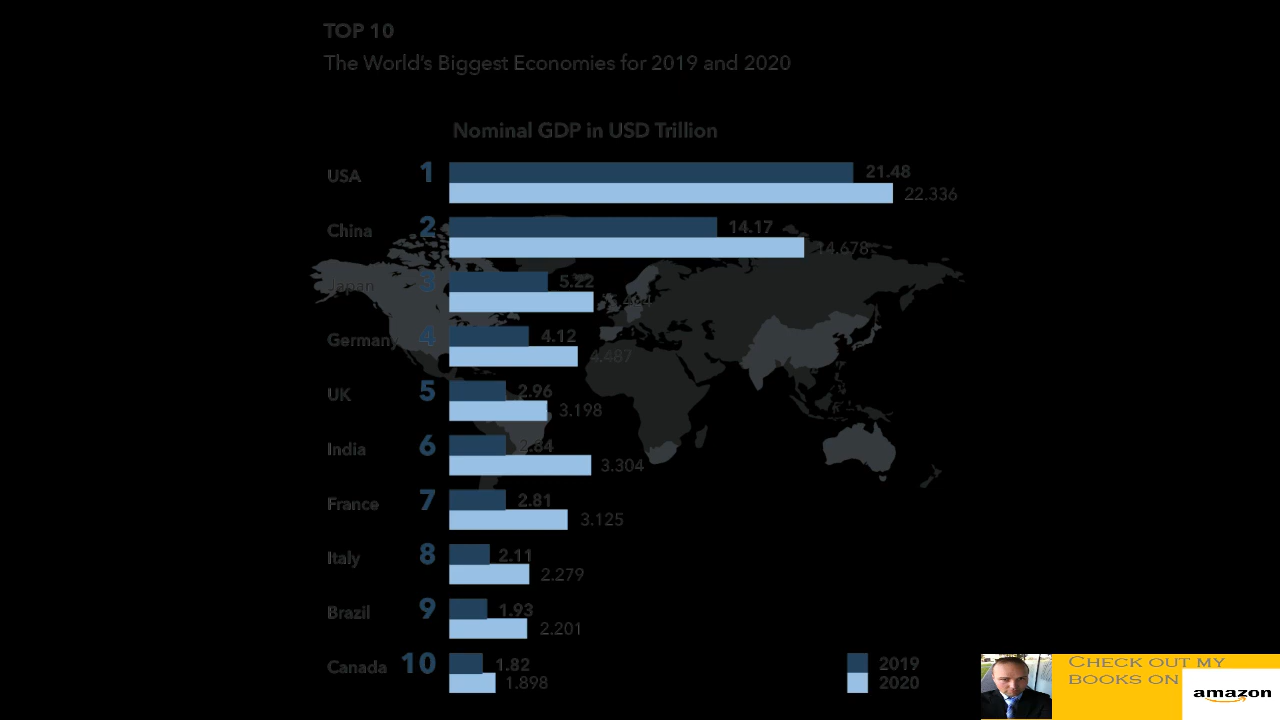 TOP 10
The World's Biggest Economies for 2019 and 2020
Nominal GDP in USD Trillion
USA 1 21.48
22.336
China 2 14.17
14.678
Japan 3 5.22
Germany 4 4.12
4.487
UK 5 2.96
3.198
India 6 2.84
3.304
France 7 2.81
3.125
Italy 8 2.11
2.279
Brazil 9 1.93
2.201
Canada 10 1.82
1.898
2019
2020
Check out my
books on
amazon